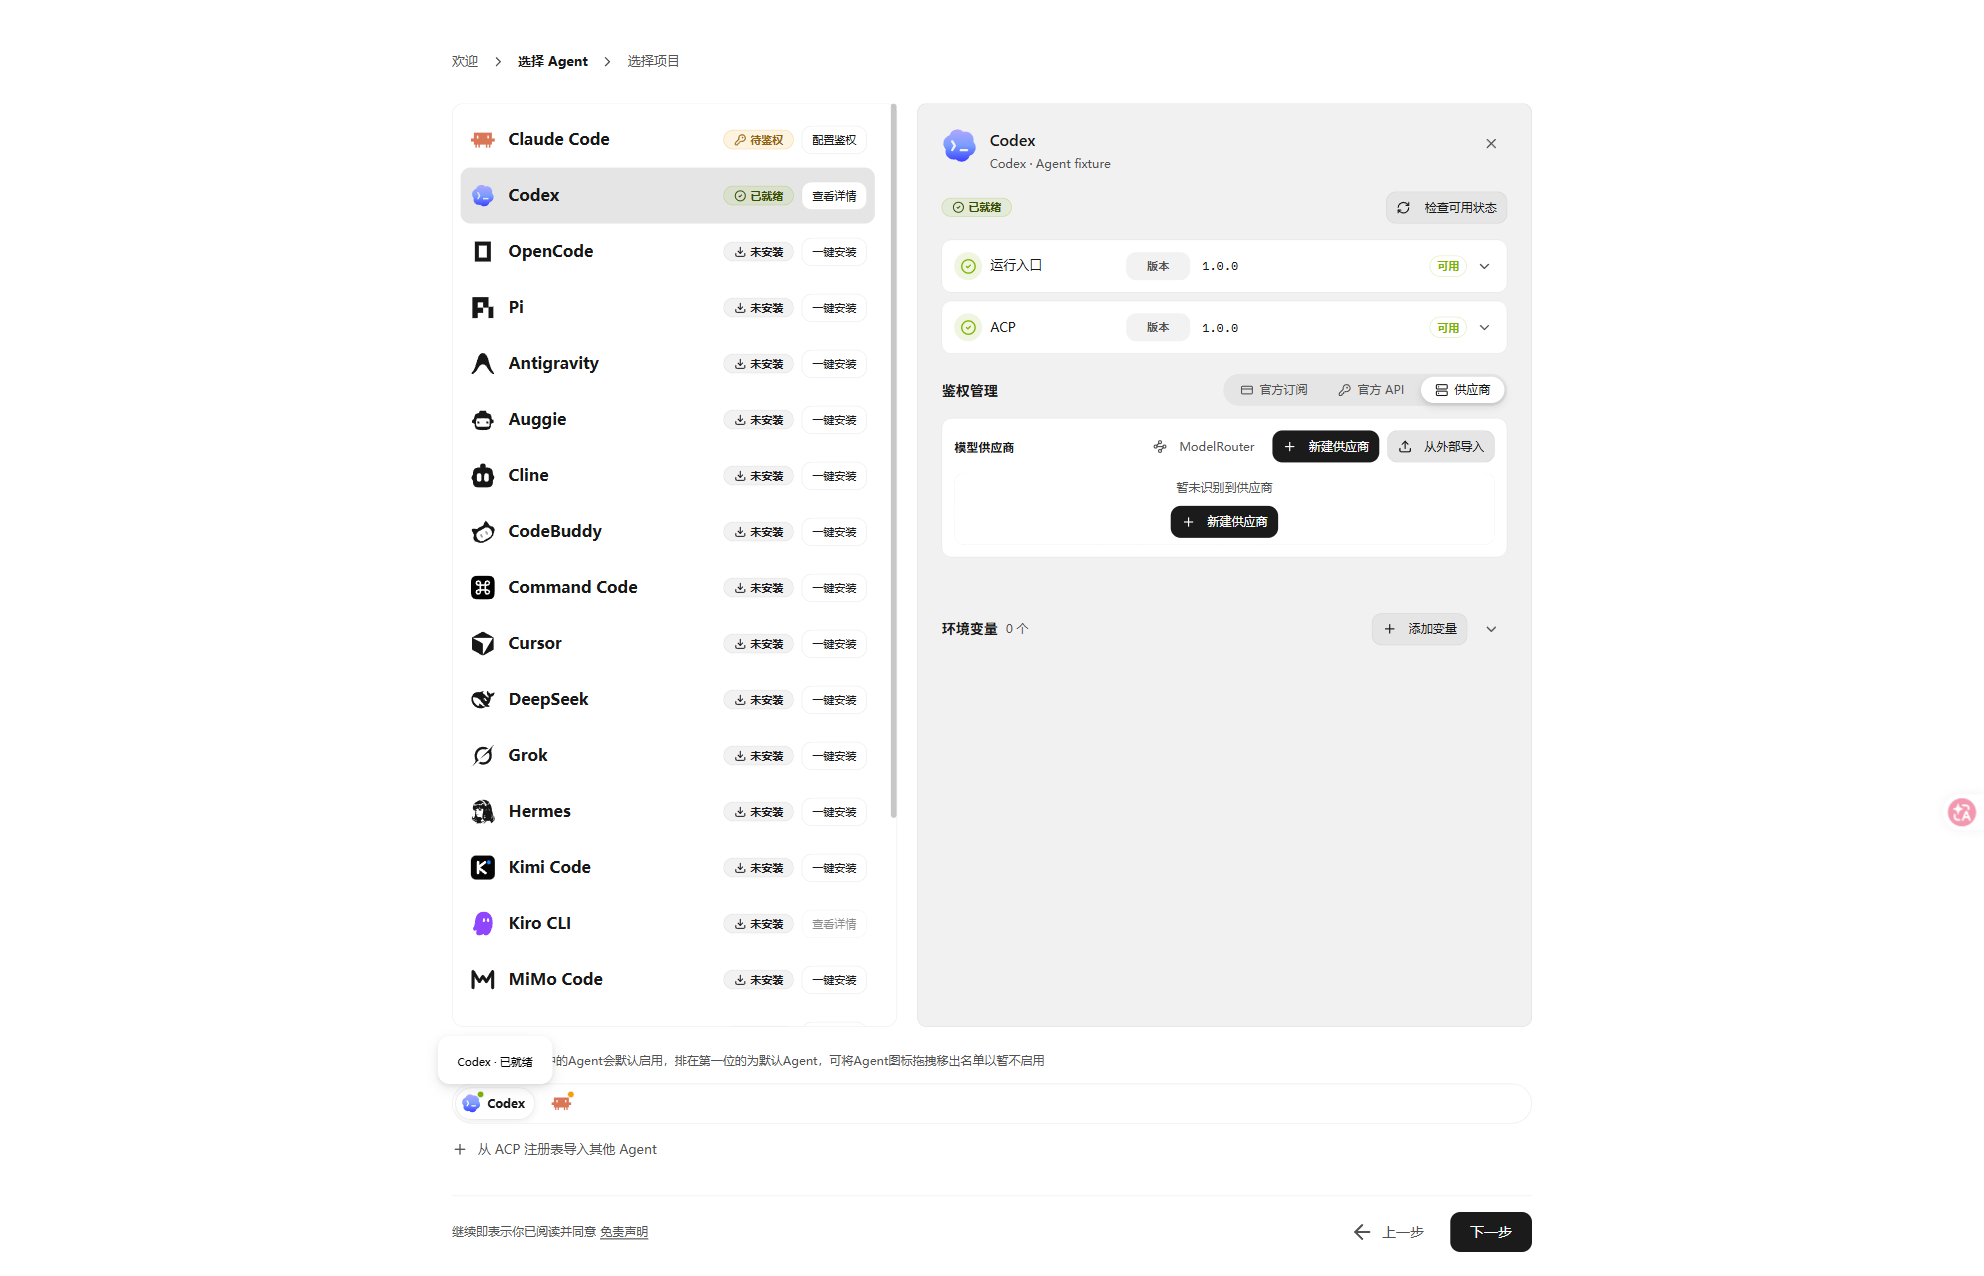 欢迎 > 选择 Agent > 选择项目
Claude Code 待鉴权 配置鉴权
Codex 已就绪 查看详情
OpenCode 未安装 一键安装
Pi 未安装 一键安装
Antigravity 未安装 一键安装
Auggie 未安装 一键安装
Cline 未安装 一键安装
CodeBuddy 未安装 一键安装
Command Code 未安装 一键安装
Cursor 未安装 一键安装
DeepSeek 未安装 一键安装
Grok 未安装 一键安装
Hermes 未安装 一键安装
Kimi Code 未安装 一键安装
Kiro CLI 未安装 查看详情
MiMo Code 未安装 一键安装
Codex
Codex · Agent fixture
已就绪 检查可用状态
运行入口 版本 1.0.0 可用
ACP 版本 1.0.0 可用
鉴权管理 官方订阅 官方 API 供应商
模型供应商 ModelRouter 新建供应商 从外部导入
暂未识别到供应商
新建供应商
环境变量 0 个 添加变量
Codex · 已就绪
的Agent会默认启用，排在第一位的为默认Agent，可将Agent图标拖拽移出名单以暂不启用
Codex
从 ACP 注册表导入其他 Agent
继续即表示你已阅读并同意 免责声明
上一步 下一步